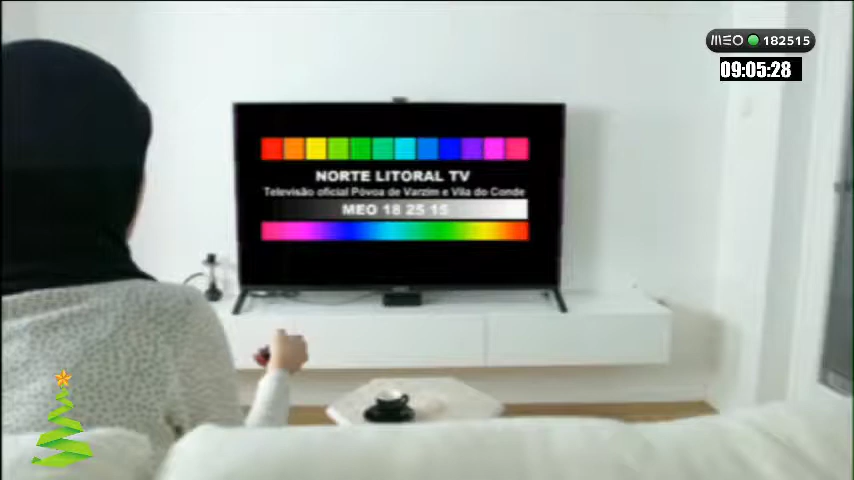 MEO 182515
09:05:28
NORTE LITORAL TV
Televisão oficial Póvoa de Varzim e Vila do Conde
MEO 18 25 15